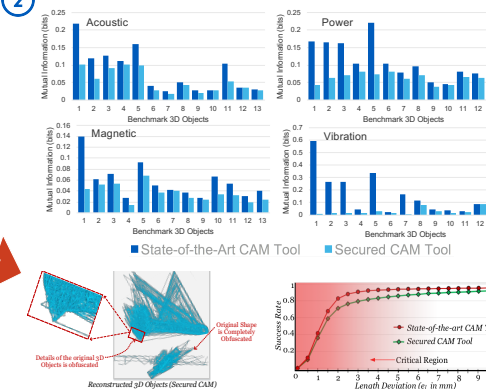 2
Acoustic
Mutual Information (bits)
0.25
0.2
0.15
0.1
0.05
0
1 2 3 4 5 6 7 8 9 10 11 12 13
Benchmark 3D Objects
Power
Mutual Information (bits)
0.25
0.2
0.15
0.1
0.05
0
1 2 3 4 5 6 7 8 9 10 11 12
Benchmark 3D Objects
Magnetic
Mutual Information (bits)
0.16
0.14
0.12
0.1
0.08
0.06
0.04
0.02
0
1 2 3 4 5 6 7 8 9 10 11 12 13
Benchmark 3D Objects
Vibration
Mutual Information (bits)
0.7
0.6
0.5
0.4
0.3
0.2
0.1
0
1 2 3 4 5 6 7 8 9 10 11 12
Benchmark 3D Objects
State-of-the-Art CAM Tool
Secured CAM Tool
Details of the original 3D
Objects is obfuscated
Original Shape
is Completely
Obfuscated
Reconstructed 3D Objects (Secured CAM)
Success Rate
1
0.8
0.6
0.4
0.2
State-of-the-art CAM
Secured CAM Tool
Critical Region
0 1 2 3 4 5 6 7 8 9
Length Deviation (e
in mm)